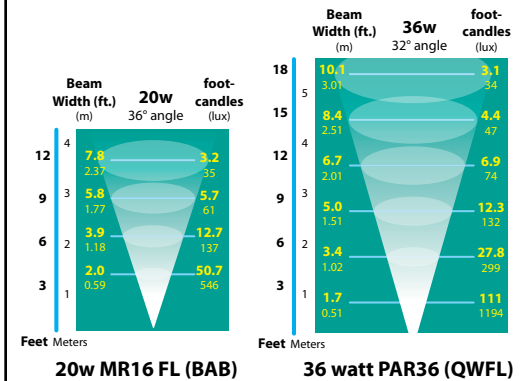 Beam
Width (ft.)
(m)
20w
36° angle
foot-
candles
(lux)
12
4
7.8
2.37
3.2
35
9
3
5.8
1.77
5.7
61
6
2
3.9
1.18
12.7
137
3
1
2.0
0.59
50.7
546
Feet Meters
20w MR16 FL (BAB)
Beam
Width (ft.)
(m)
36w
32° angle
foot-
candles
(lux)
18
10.1
3.01
3.1
34
5
15
8.4
2.51
4.4
47
4
12
6.7
2.01
6.9
74
3
9
5.0
1.51
12.3
132
6
2
3.4
1.02
27.8
299
3
1
1.7
0.51
111
1194
Feet Meters
36 watt PAR36 (QWFL)